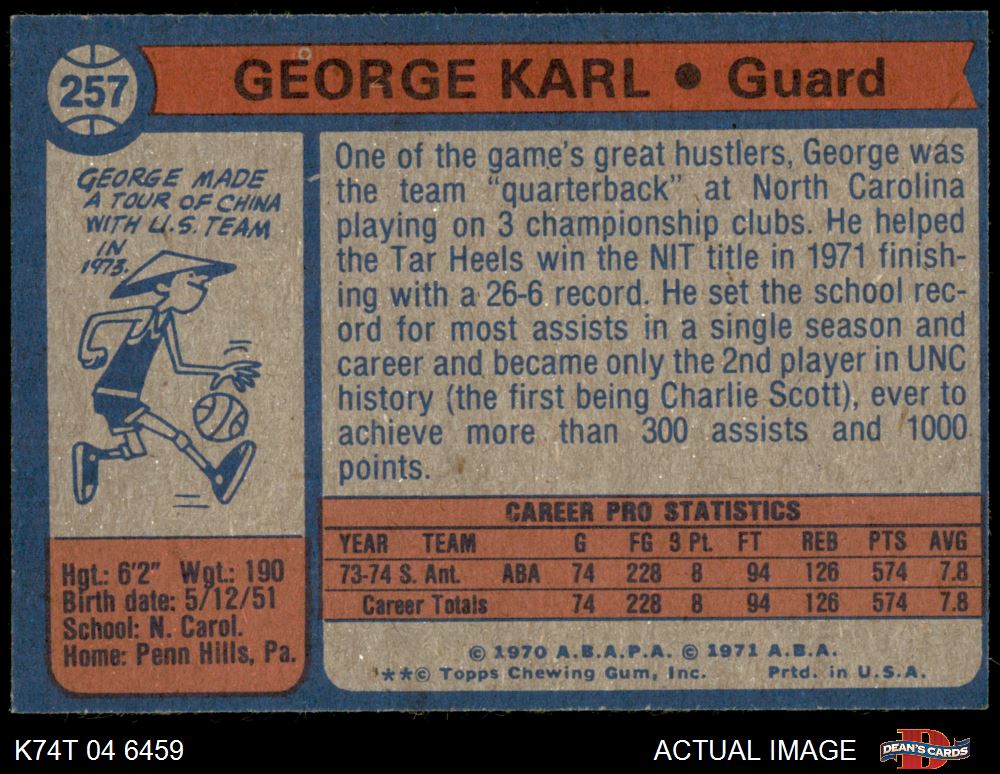 257
GEORGE KARL ● Guard
GEORGE MADE
A TOUR OF CHINA
WITH U.S. TEAM
IN
1973.
One of the game's great hustlers, George was
the team "quarterback" at North Carolina
playing on 3 championship clubs. He helped
the Tar Heels win the NIT title in 1971 finish-
ing with a 26-6 record. He set the school rec-
ord for most assists in a single season and
career and became only the 2nd player in UNC
history (the first being Charlie Scott), ever to
achieve more than 300 assists and 1000
points.
Hgt.: 6'2" Wgt.: 190
Birth date: 5/12/51
School: N. Carol.
Home: Penn Hills, Pa.
CAREER PRO STATISTICS
YEAR TEAM G FG 3 Pt. FT REB PTS AVG
73-74 S. Ant. ABA 74 228 8 94 126 574 7.8
Career Totals 74 228 8 94 126 574 7.8
© 1970 A.B.A.P.A. © 1971 A.B.A.
**© Topps Chewing Gum, Inc. Prtd. in U.S.A.
K74T 04 6459 ACTUAL IMAGE DEAN'S CARDS